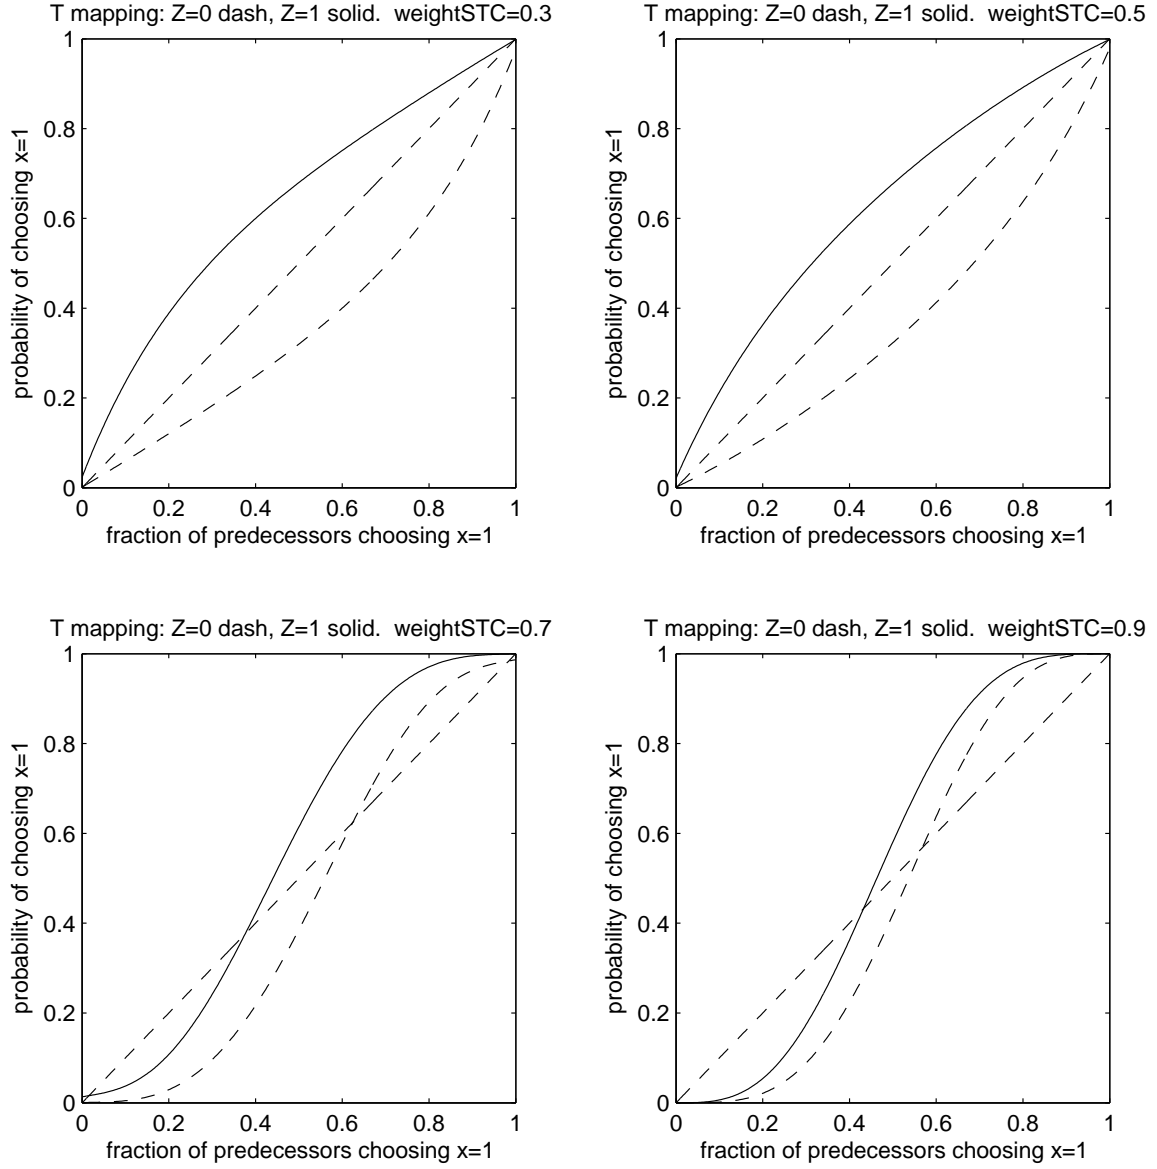 T mapping: Z=0 dash, Z=1 solid.  weightSTC=0.3
1
0.8
0.6
0.4
0.2
0
probability of choosing x=1
0 0.2 0.4 0.6 0.8 1
fraction of predecessors choosing x=1
T mapping: Z=0 dash, Z=1 solid.  weightSTC=0.5
1
0.8
0.6
0.4
0.2
0
probability of choosing x=1
0 0.2 0.4 0.6 0.8 1
fraction of predecessors choosing x=1
T mapping: Z=0 dash, Z=1 solid.  weightSTC=0.7
1
0.8
0.6
0.4
0.2
0
probability of choosing x=1
0 0.2 0.4 0.6 0.8 1
fraction of predecessors choosing x=1
T mapping: Z=0 dash, Z=1 solid.  weightSTC=0.9
1
0.8
0.6
0.4
0.2
0
probability of choosing x=1
0 0.2 0.4 0.6 0.8 1
fraction of predecessors choosing x=1